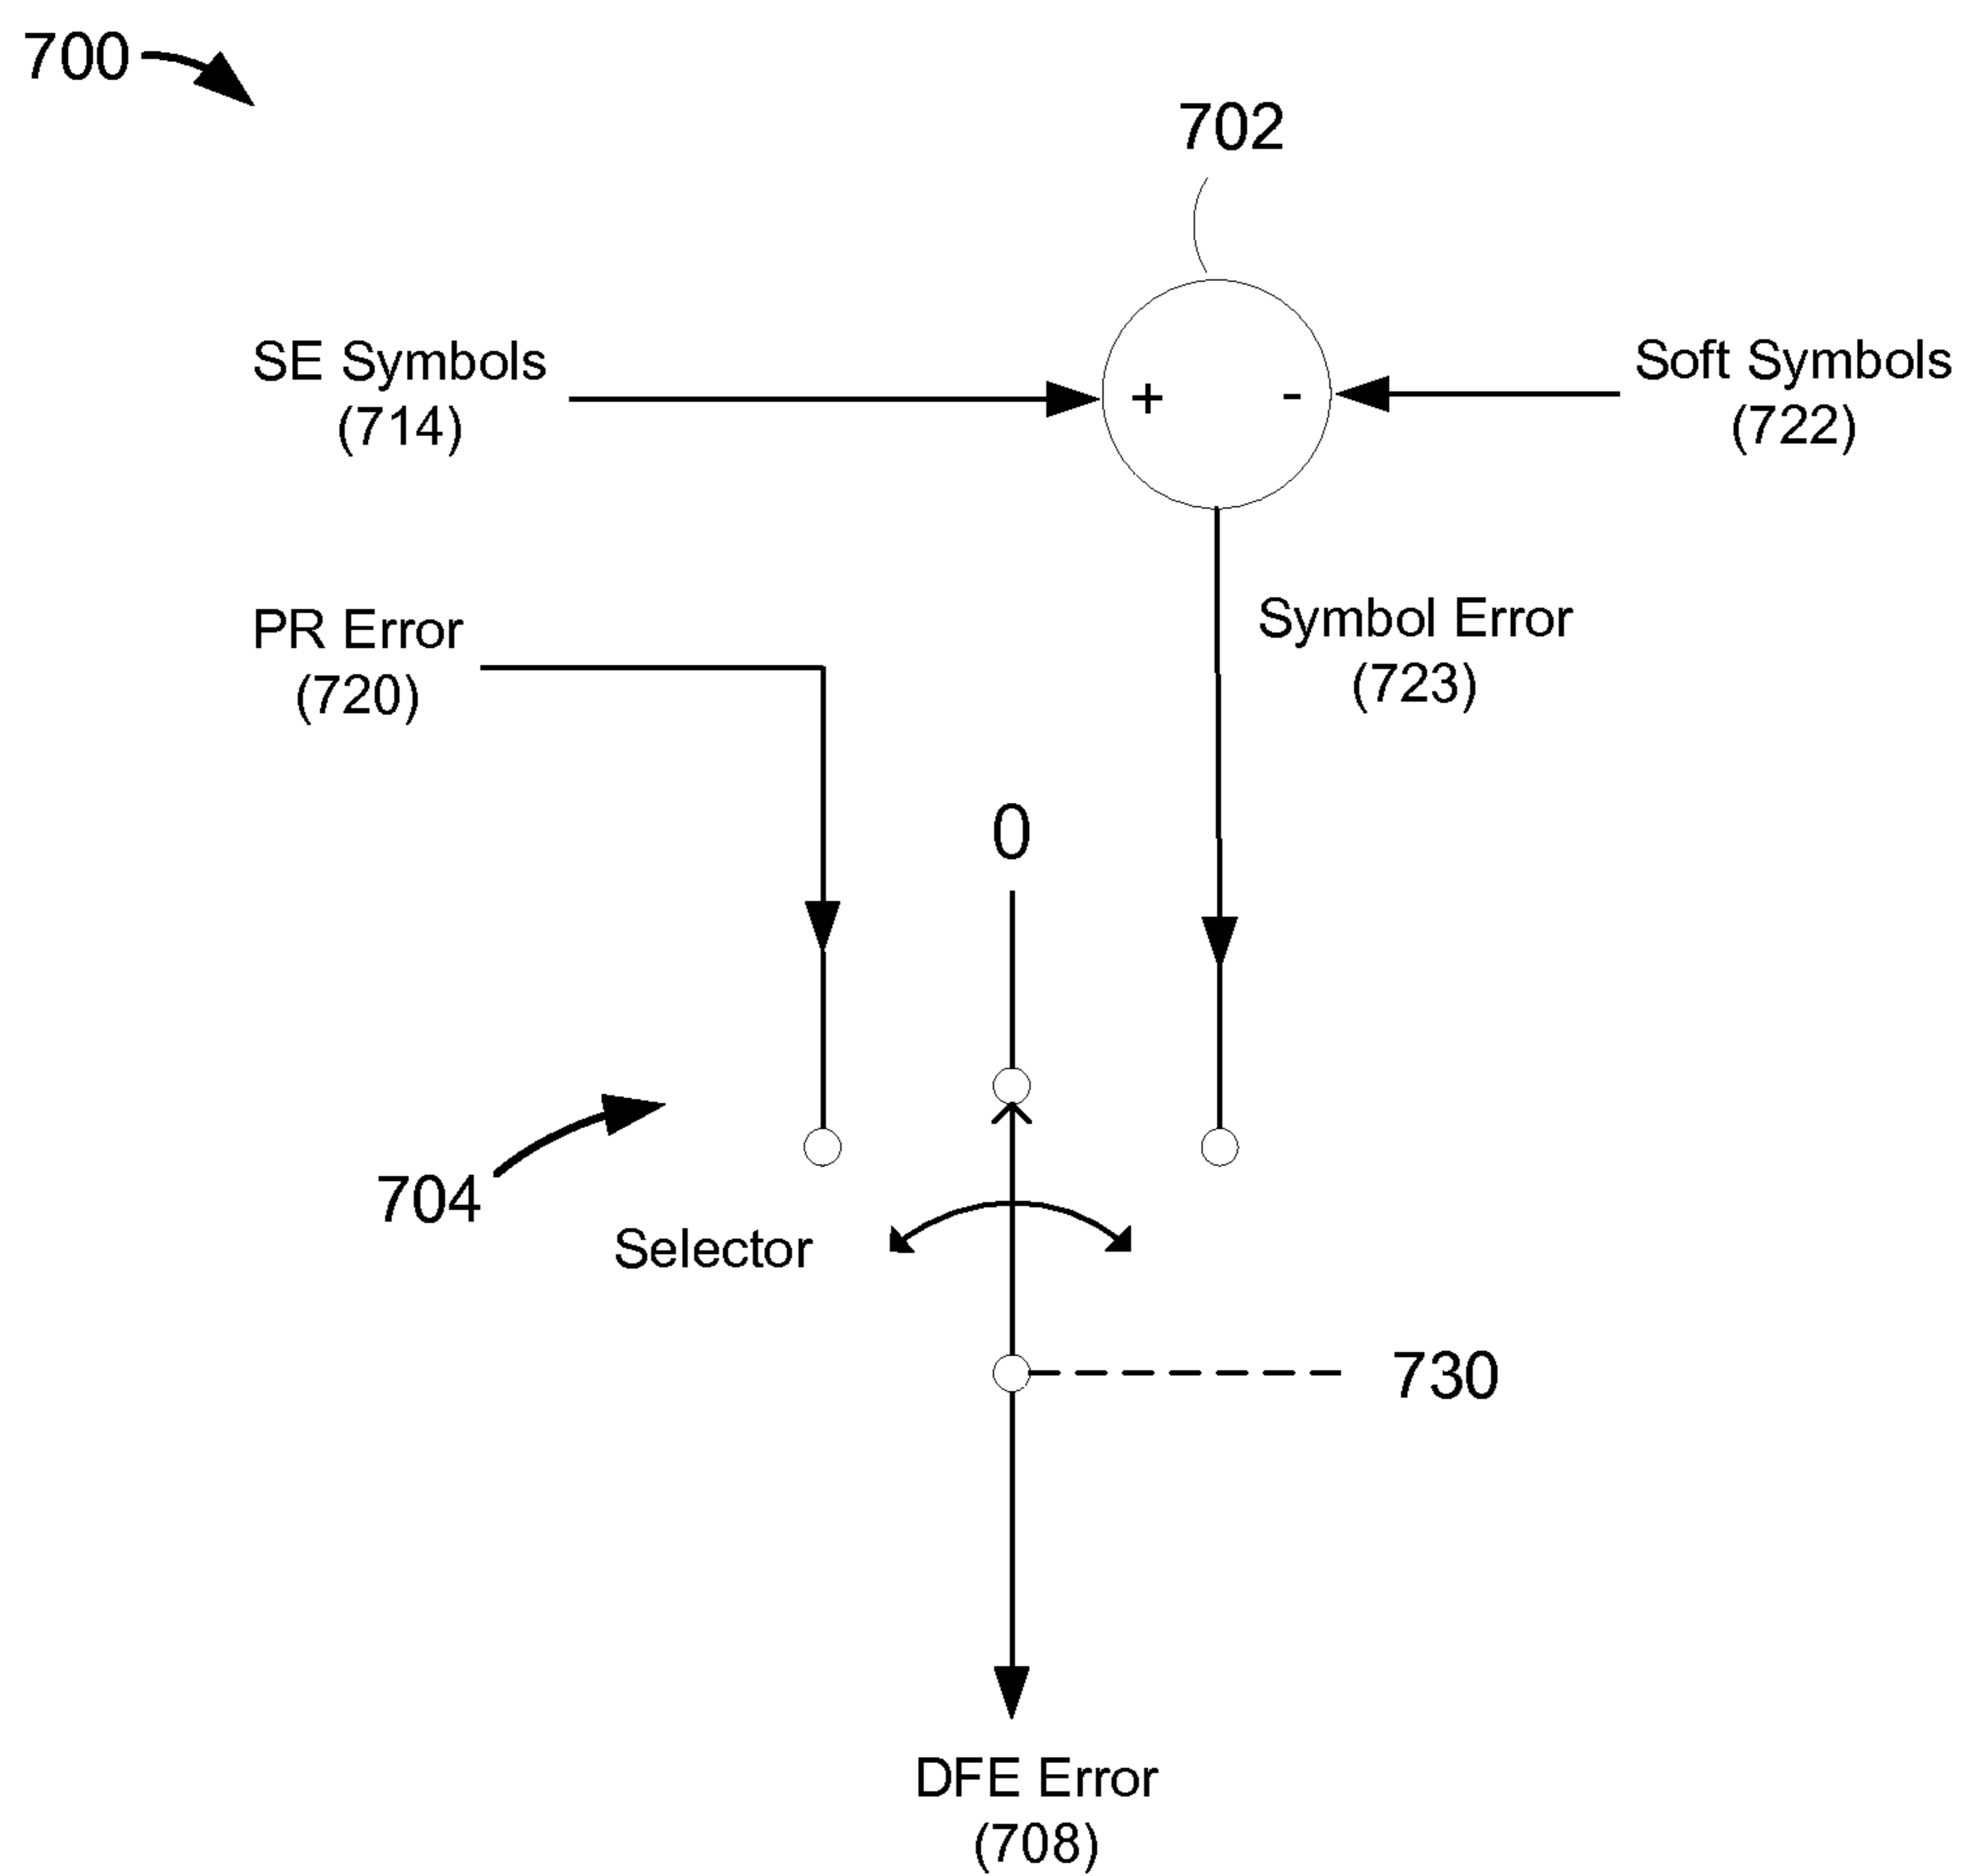 700
702
SE Symbols
(714)
+
-
Soft Symbols
(722)
PR Error
(720)
Symbol Error
(723)
0
704
Selector
730
DFE Error
(708)